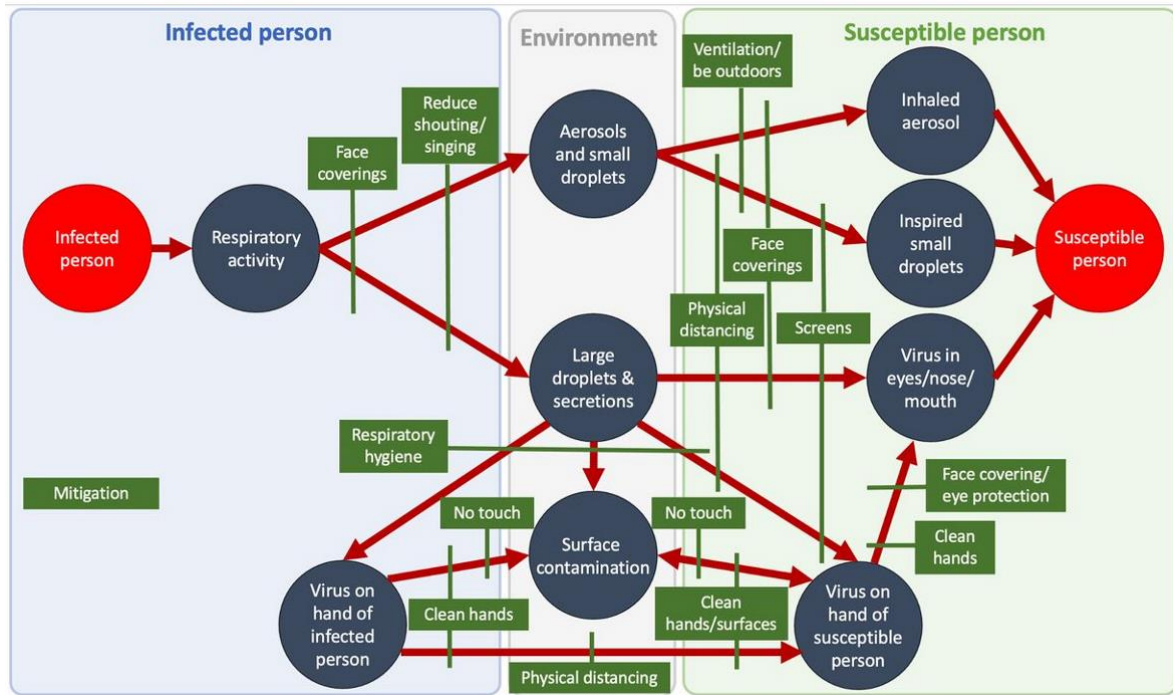 Infected person
Environment
Susceptible person
Ventilation/
be outdoors
Reduce
shouting/
singing
Face
coverings
Aerosols
and small
droplets
Inhaled
aerosol
Infected
person
Respiratory
activity
Inspired
small
droplets
Susceptible
person
Face
coverings
Physical
distancing
Screens
Large
droplets &
secretions
Virus in
eyes/nose/
mouth
Respiratory
hygiene
Mitigation
Face covering/
eye protection
No touch
No touch
Clean
hands
Surface
contamination
Virus on
hand of
infected
person
Clean hands
Clean
hands/surfaces
Virus on
hand of
susceptible
person
Physical distancing